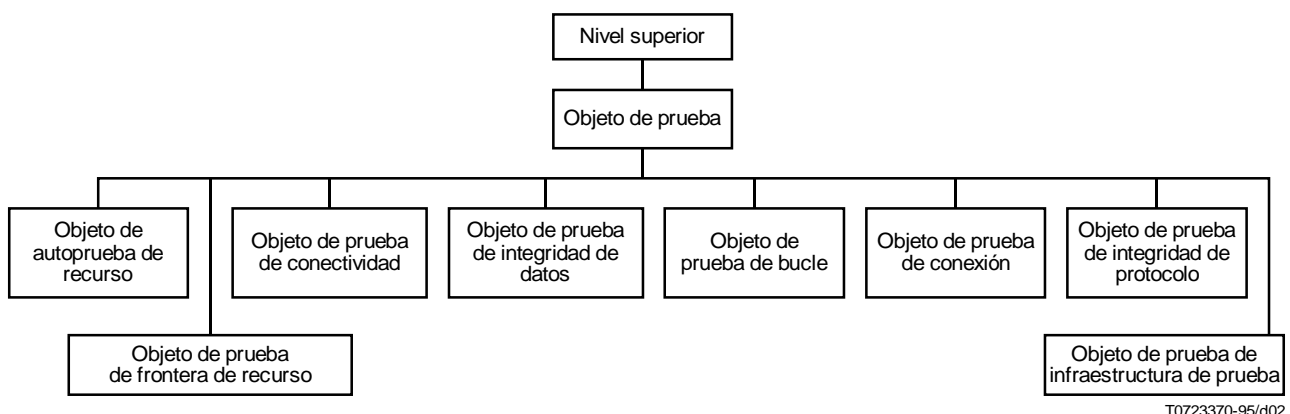 Nivel superior
Objeto de prueba
Objeto de
autoprueba de
recurso
Objeto de prueba
de conectividad
Objeto de prueba
de integridad de
datos
Objeto de
prueba de bucle
Objeto de prueba
de conexión
Objeto de prueba
de integridad de
protocolo
Objeto de prueba
de frontera de recurso
Objeto de prueba de
infraestructura de prueba
T0723370-95/d02